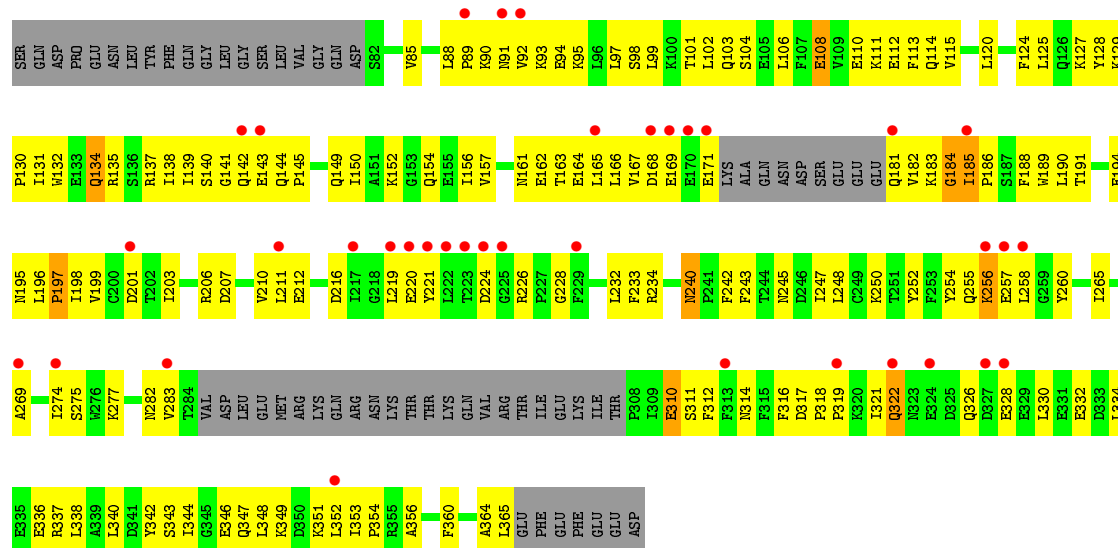 SER GLN ASP PRO GLU ASN LEU TYR PHE GLN GLY LEU GLY SER LEU VAL GLY GLN ASP S82 V85 L88 P89 K90 N91 V92 K93 E94 K95 L96 L97 S98 L99 K100 T101 L102 Q103 S104 E105 L106 F107 E108 V109 E110 K111 E112 F113 Q114 V115 L120 F124 L125 Q126 K127 Y128 K129
P130 I131 W132 E133 Q134 R135 S136 R137 I138 I139 S140 G141 Q142 E143 Q144 P145 Q149 I150 A151 K152 G153 Q154 E155 I156 V157 N161 E162 T163 E164 L165 L166 V167 D168 E169 E170 E171 LYS ALA GLN ASN ASP SER GLU GLU GLU Q181 V182 K183 G184 I185 P186 S187 F188 W189 L190 T191 E194
N195 L196 P197 I198 V199 C200 D201 T202 I203 R206 D207 V210 L211 E212 D216 I217 G218 L219 E220 Y221 L222 T223 D224 G225 R226 P227 G228 F229 L232 F233 R234 N240 P241 F242 F243 T244 N245 D246 I247 L248 C249 K250 T251 Y252 F253 Y254 Q255 K256 E257 L258 G259 Y260 I265
A269 I274 S275 W276 K277 N282 V283 T284 VAL ASP LEU GLU MET ARG LYS GLN ARG ASN LYS THR THR LYS GLN VAL ARG THR ILE GLU LYS ILE THR P308 I309 E310 S311 F312 F313 N314 F315 F316 D317 P318 P319 K320 I321 Q322 N323 E324 D325 Q326 D327 E328 E329 L330 E331 E332 D333 L334
E335 E336 R337 L338 A339 L340 D341 Y342 S343 I344 G345 E346 Q347 L348 K349 D350 K351 L352 I353 P354 R355 A356 F360 A364 L365 GLU PHE GLU PHE GLU GLU ASP